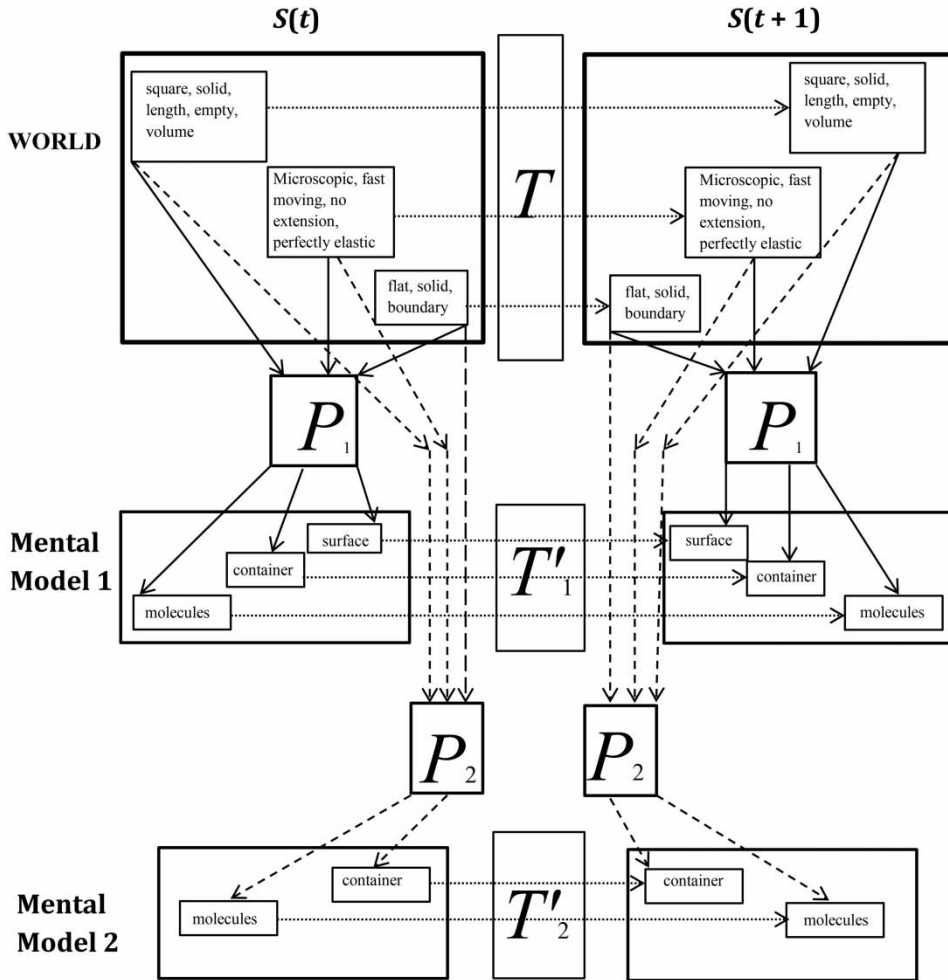 S(t)
S(t + 1)
WORLD
square, solid,
length, empty,
volume
square, solid,
length, empty,
volume
T
Microscopic, fast
moving, no
extension,
perfectly elastic
Microscopic, fast
moving, no
extension,
perfectly elastic
flat, solid,
boundary
flat, solid,
boundary
P1
P1
Mental
Model 1
surface
container
molecules
T′1
surface
container
molecules
P2
P2
Mental
Model 2
container
molecules
T′2
container
molecules